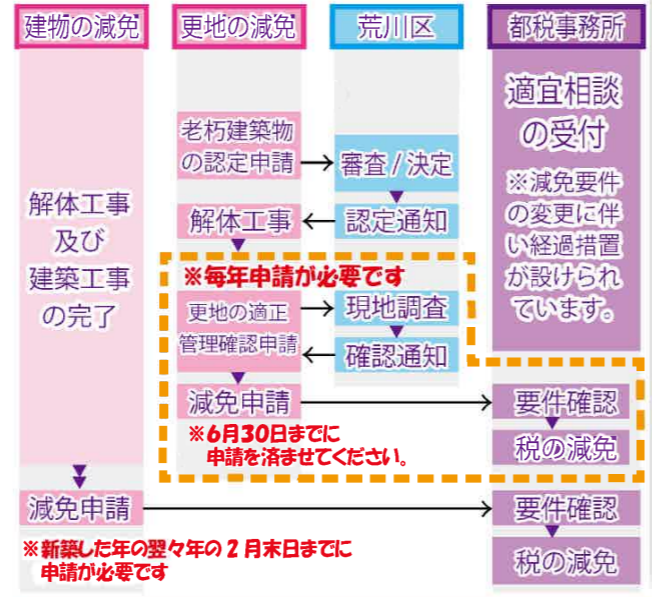 建物の減免
更地の減免
荒川区
都税事務所
適宜相談
の受付
※減免要件
の変更に伴
い経過措置
が設けられ
ています。
老朽建築物
の認定申請
審査/決定
解体工事
認定通知
解体工事
及び
建築工事
の完了
※毎年申請が必要です
更地の適正
管理確認申請
現地調査
確認通知
減免申請
要件確認
※6月30日までに
申請を済ませてください。
税の減免
減免申請
要件確認
※新築した年の翌々年の2月末日までに
申請が必要です
税の減免